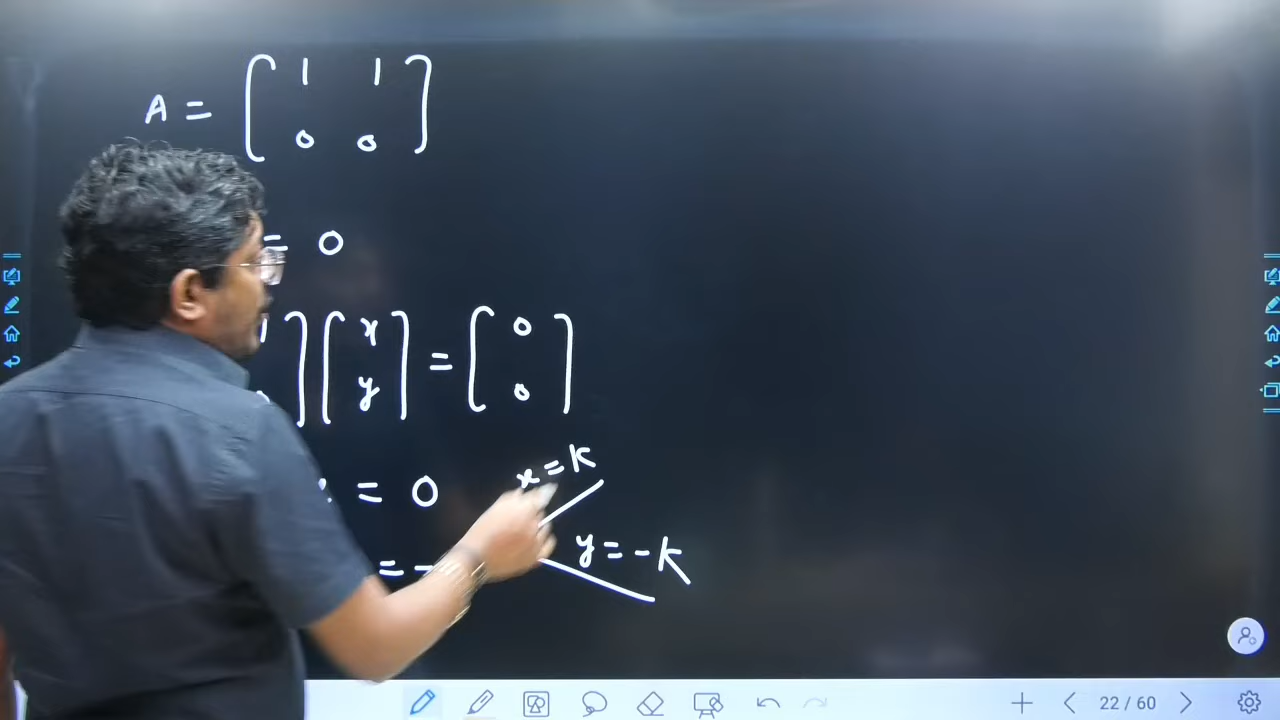 A = [ 1 1
0 0 ]
= 0
] [ x
y ] = [ 0
0 ]
= 0
x = k
= -
y = -k
22 / 60